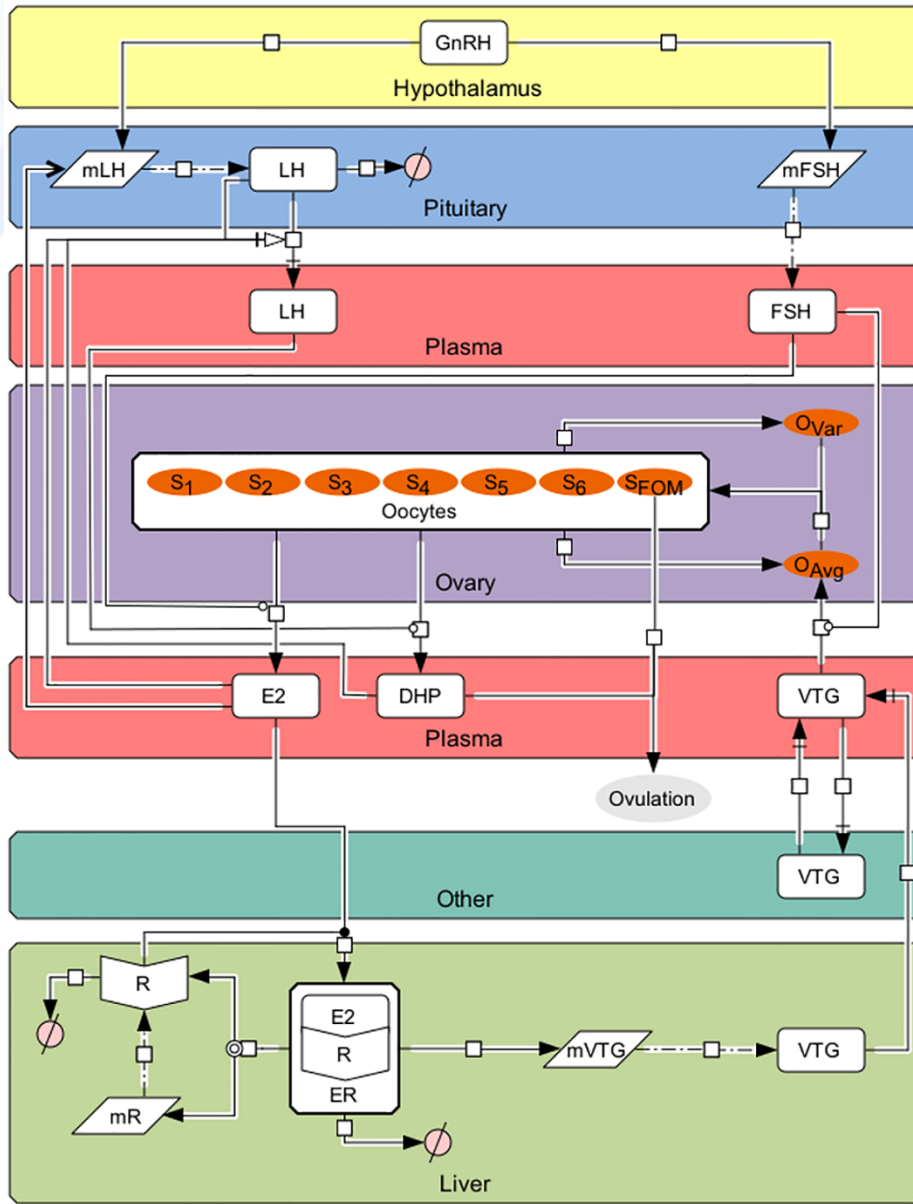 GnRH
Hypothalamus
mLH
LH
mFSH
Pituitary
LH
FSH
Plasma
OVar
S1 S2 S3 S4 S5 S6 SFOM
Oocytes
OAvg
Ovary
E2
DHP
VTG
Plasma
Ovulation
VTG
Other
R
E2
R
mVTG
VTG
ER
mR
Liver